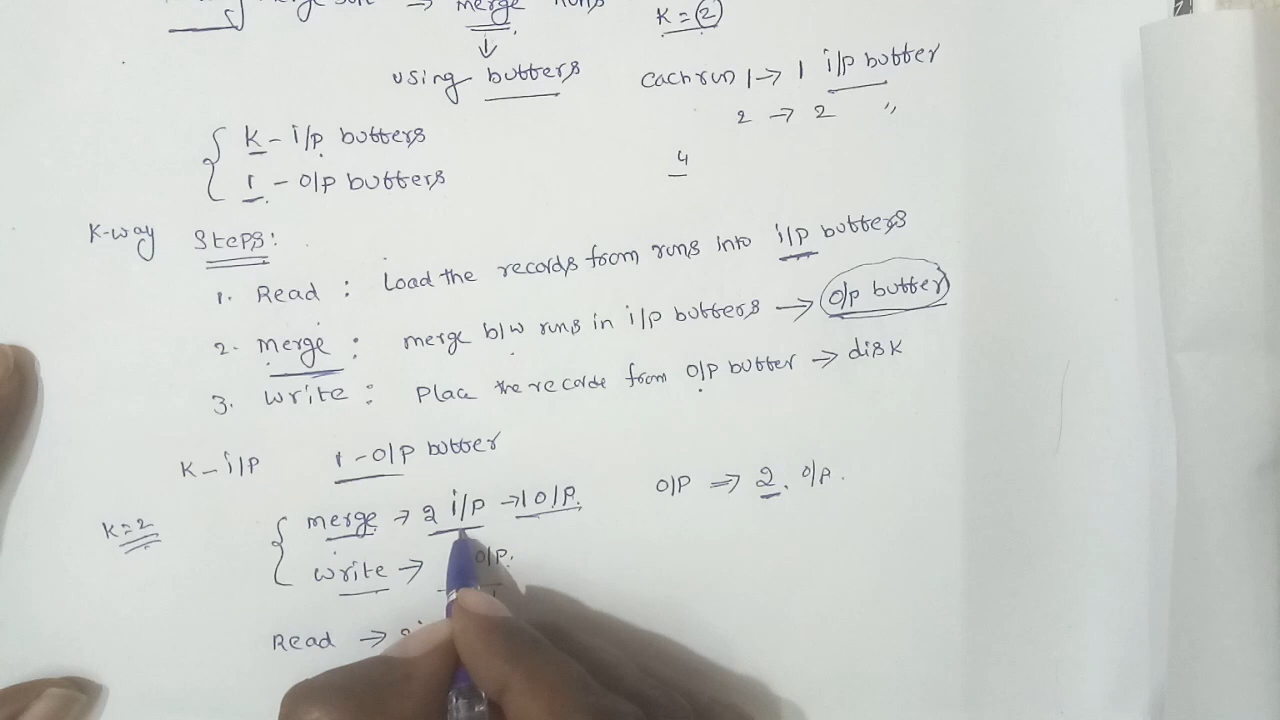 merge runs
K = 2
using buffers
each run 1 → 1 i/p buffer
2 → 2 "
K - i/p buffers
1 - o/p buffers
4
K-way Steps:
1. Read : Load the records from runs into i/p buffers
2. merge : merge b/w runs in i/p buffers → o/p buffer
3. Write : Place the records from o/p buffer → disk
K - i/p 1 - o/p buffer
K=2 merge → 2 i/p → 1 o/p. o/p ⇒ 2. o/p.
write → o/p.
Read →